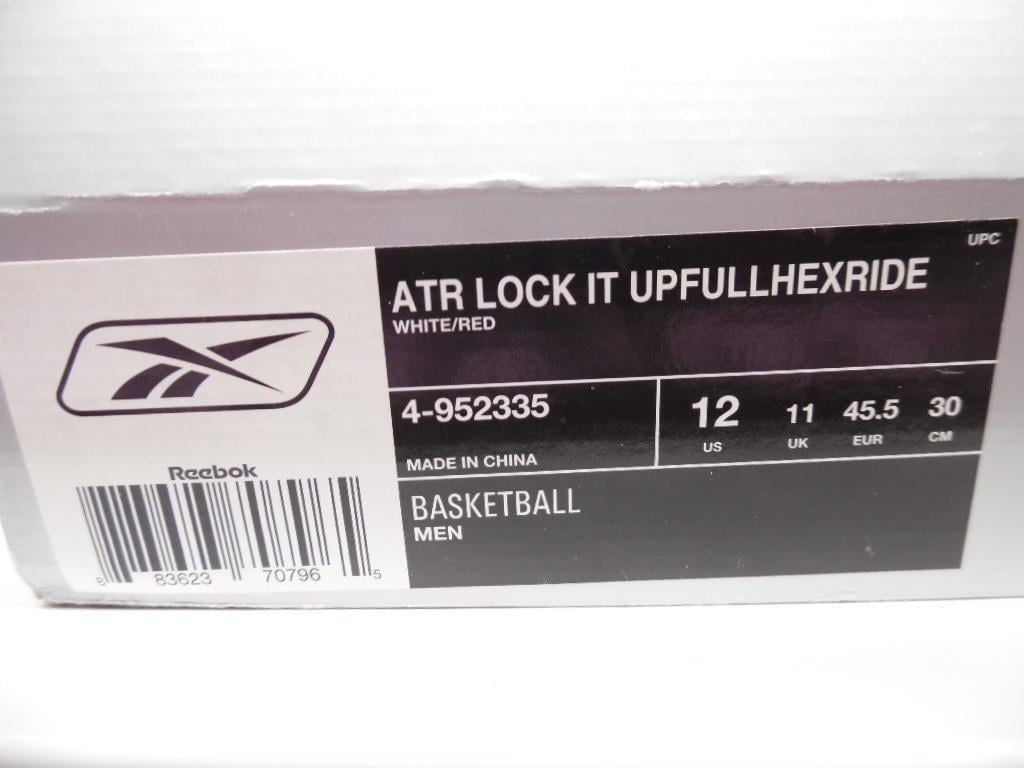 UPC
ATR LOCK IT UPFULLHEXRIDE
WHITE/RED
4-952335
MADE IN CHINA
12 11 45.5 30
US UK EUR CM
BASKETBALL
MEN
Reebok
8 83623 70796 5